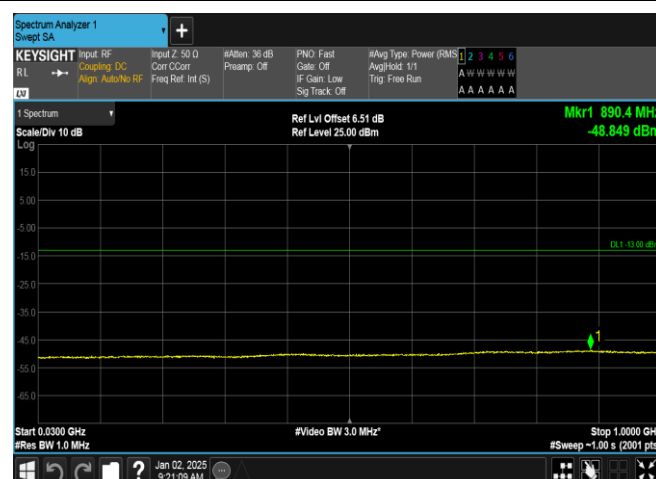 Spectrum Analyzer 1
Swept SA
+
KEYSIGHT Input: RF Input Z: 50 Ω #Atten: 36 dB PNO: Fast #Avg Type: Power (RMS 1 2 3 4 5 6
RL Coupling: DC Corr CCorr Preamp: Off Gate: Off Avg|Hold: 1/1 A W W W W W
Align: Auto/No RF Freq Ref: Int (S) IF Gain: Low Trig: Free Run
LXI Sig Track: Off A A A A A A
1 Spectrum Ref Lvl Offset 6.51 dB Mkr1 890.4 MHz
Scale/Div 10 dB Ref Level 25.00 dBm -48.849 dBm
Log
15.0
5.00
-5.00
-15.0 DL1 -13.00 dBm
-25.0
-35.0
-45.0 1
-55.0
-65.0
Start 0.0300 GHz #Video BW 3.0 MHz* Stop 1.0000 GH
#Res BW 1.0 MHz #Sweep ~1.00 s (2001 pts
? Jan 02, 2025
9:21:09 AM